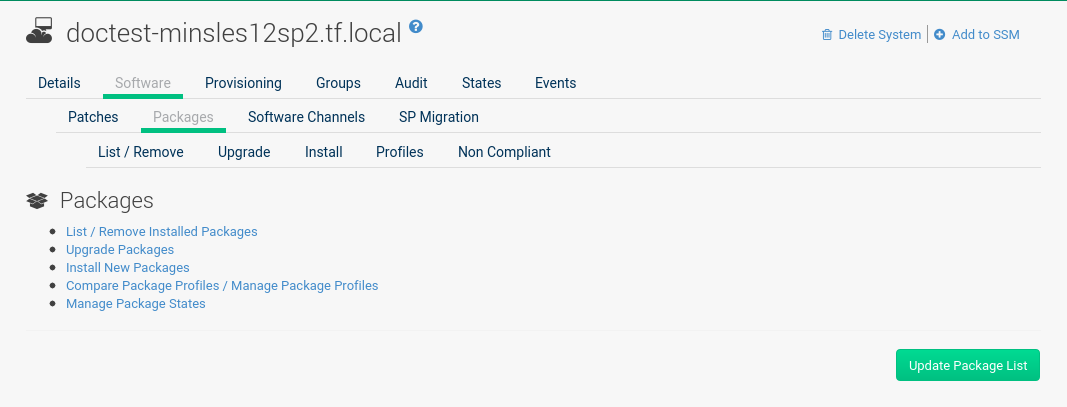 doctest-minsles12sp2.tf.local ?
Delete System | Add to SSM
Details Software Provisioning Groups Audit States Events
Patches Packages Software Channels SP Migration
List / Remove Upgrade Install Profiles Non Compliant
Packages
List / Remove Installed Packages
Upgrade Packages
Install New Packages
Compare Package Profiles / Manage Package Profiles
Manage Package States
Update Package List